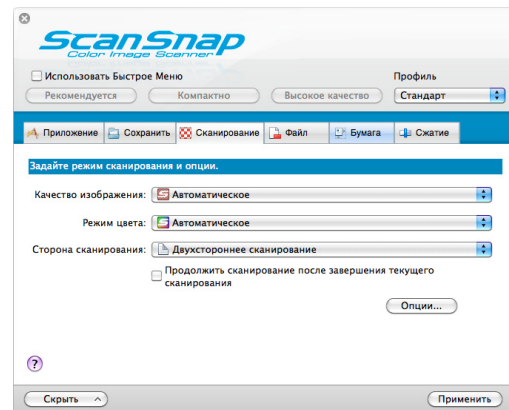 ScanSnap
Color Image Scanner
Использовать Быстрое Меню
Профиль
Рекомендуется Компактно Высокое качество Стандарт
Приложение Сохранить Сканирование Файл Бумага Сжатие
Задайте режим сканирования и опции.
Качество изображения: Автоматическое
Режим цвета: Автоматическое
Сторона сканирования: Двухстороннее сканирование
Продолжить сканирование после завершения текущего
сканирования
Опции...
?
Скрыть Применить